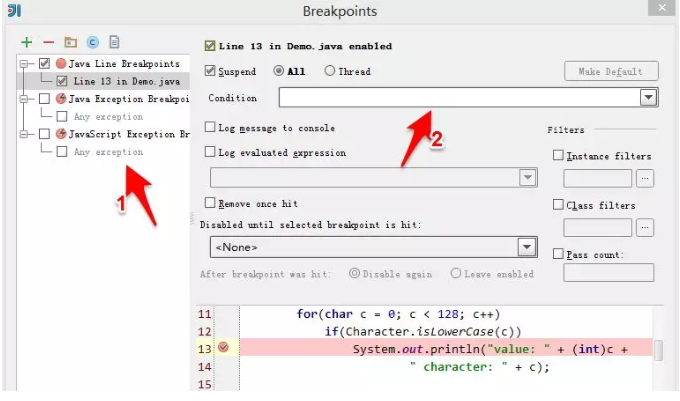 Breakpoints
Java Line Breakpoints
Line 13 in Demo.java
Java Exception Breakpoi
Any exception
JavaScript Exception Br
Any exception
1
Line 13 in Demo.java enabled
Suspend All Thread Make Default
Condition
2
Log message to console
Log evaluated expression
Remove once hit
Disabled until selected breakpoint is hit:
<None>
After breakpoint was hit: Disable again Leave enabled
Filters
Instance filters
...
Class filters
...
Pass count:
11 for(char c = 0; c < 128; c++)
12 if(Character.isLowerCase(c))
13 System.out.println("value: " + (int)c +
14 " character: " + c);
15